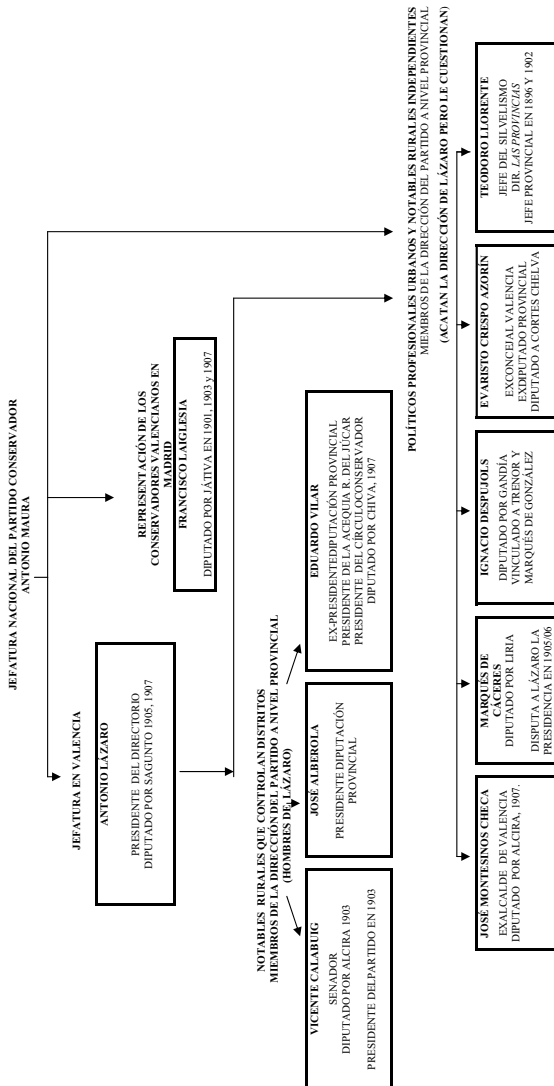 JEFATURA NACIONAL DEL PARTIDO CONSERVADOR
ANTONIO MAURA
JEFATURA EN VALENCIA
ANTONIO LÁZARO
PRESIDENTE DEL DIRECTORIO
DIPUTADO POR SAGUNTO 1905, 1907
REPRESENTACIÓN DE LOS
CONSERVADORES VALENCIANOS EN
MADRID
FRANCISCO LAIGLESIA
DIPUTADO POR JÁTIVA EN 1901, 1903 y 1907
NOTABLES RURALES QUE CONTROLAN DISTRITOS
MIEMBROS DE LA DIRECCIÓN DEL PARTIDO A NIVEL PROVINCIAL
(HOMBRES DE LÁZARO)
VICENTE CALABUIG
SENADOR
DIPUTADO POR ALCIRA 1903
PRESIDENTE DELPARTIDO EN 1903
JOSÉ ALBEROLA
PRESIDENTE DIPUTACIÓN
PROVINCIAL
EDUARDO VILAR
EX-PRESIDENTEDIPUTACIÓN PROVINCIAL
PRESIDENTE DE LA ACEQUIA R. DEL JÚCAR
PRESIDENTE DEL CÍRCULOCONSERVADOR
DIPUTADO POR CHIVA, 1907
POLÍTICOS PROFESIONALES URBANOS Y NOTABLES RURALES INDEPENDIENTES
MIEMBROS DE LA DIRECCIÓN DEL PARTIDO A NIVEL PROVINCIAL
(ACATAN LA DIRECCIÓN DE LÁZARO PERO LE CUESTIONAN)
JOSÉ MONTESINOS CHECA
EXALCALDE DE VALENCIA
DIPUTADO POR ALCIRA, 1907.
MARQUÉS DE
CÁCERES
DIPUTADO POR LIRIA
DISPUTA A LÁZARO LA
PRESIDENCIA EN 1905/06
IGNACIO DESPUJOLS
DIPUTADO POR GANDÍA
VINCULADO A TRENOR Y
MARQUÉS DE GONZÁLEZ
EVARISTO CRESPO AZORÍN
EXCONCEJAL VALENCIA
EXDIPUTADO PROVINCIAL
DIPUTADO A CORTES CHELVA
TEODORO LLORENTE
JEFE DEL SILVELISMO
DIR. LAS PROVINCIAS
JEFE PROVINCIAL EN 1896 Y 1902